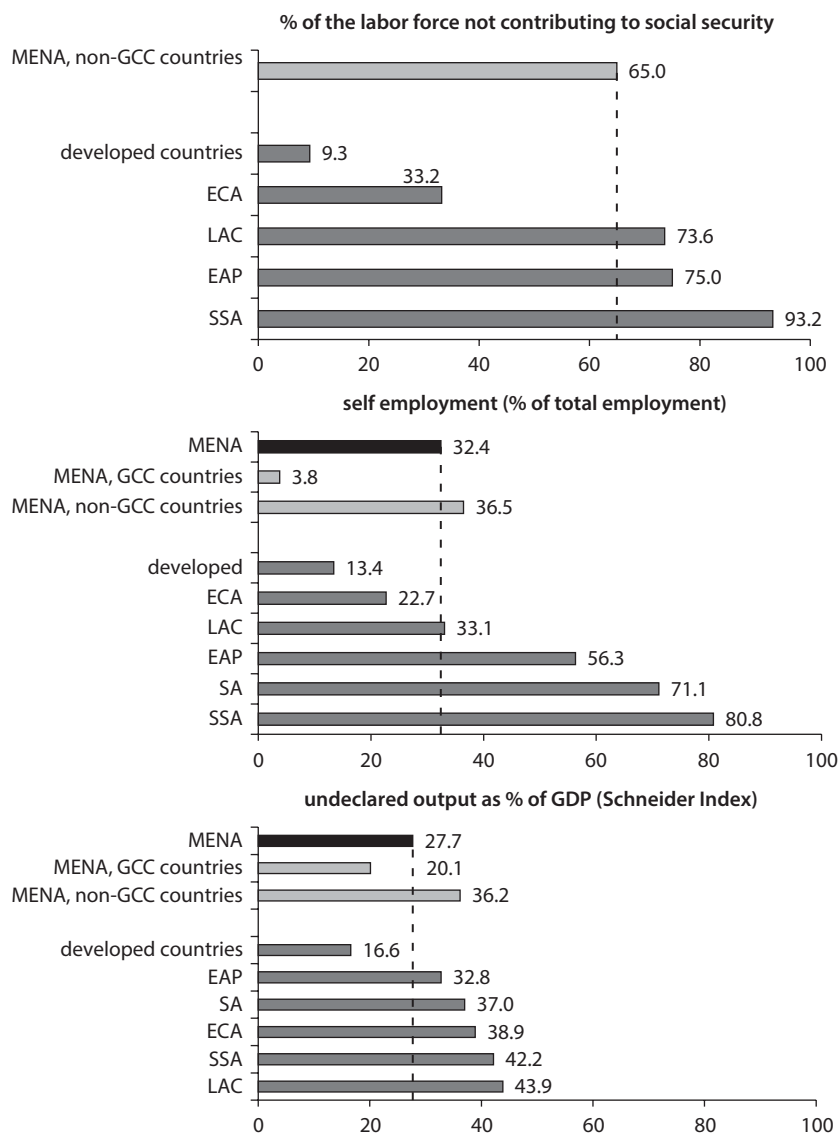 % of the labor force not contributing to social security
MENA, non-GCC countries 65.0
developed countries 9.3
ECA 33.2
LAC 73.6
EAP 75.0
SSA 93.2
0 20 40 60 80 100
self employment (% of total employment)
MENA 32.4
MENA, GCC countries 3.8
MENA, non-GCC countries 36.5
developed 13.4
ECA 22.7
LAC 33.1
EAP 56.3
SA 71.1
SSA 80.8
0 20 40 60 80 100
undeclared output as % of GDP (Schneider Index)
MENA 27.7
MENA, GCC countries 20.1
MENA, non-GCC countries 36.2
developed countries 16.6
EAP 32.8
SA 37.0
ECA 38.9
SSA 42.2
LAC 43.9
0 20 40 60 80 100